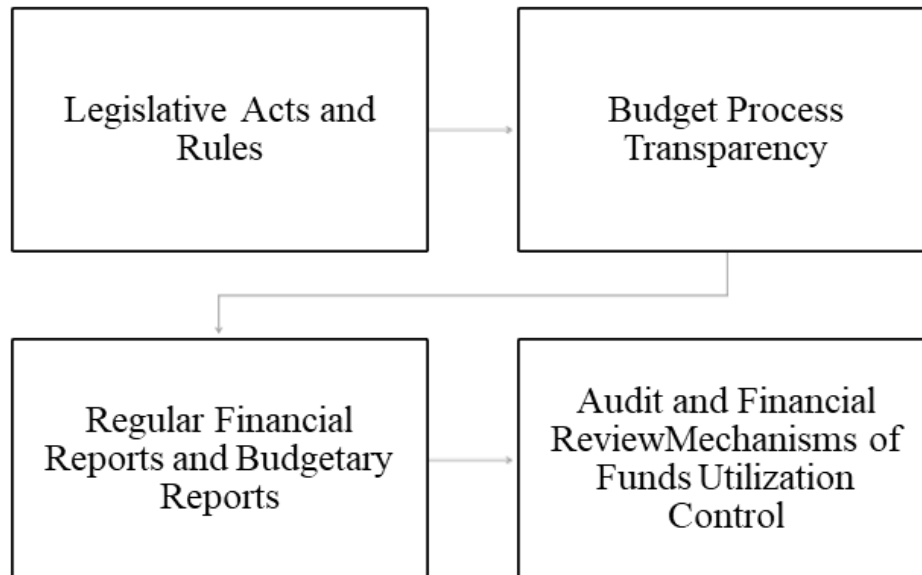 Legislative Acts and
Rules
Budget Process
Transparency
Regular Financial
Reports and Budgetary
Reports
Audit and Financial
ReviewMechanisms of
Funds Utilization
Control